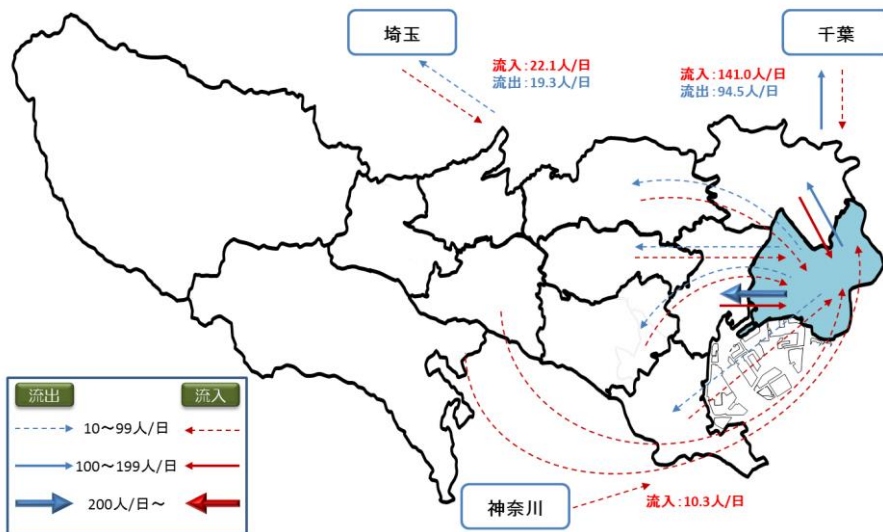 埼玉
千葉
流入:22.1人/日
流出:19.3人/日
流入:141.0人/日
流出:94.5人/日
流出
流入
10～99人/日
100～199人/日
200人/日～
神奈川
流入:10.3人/日